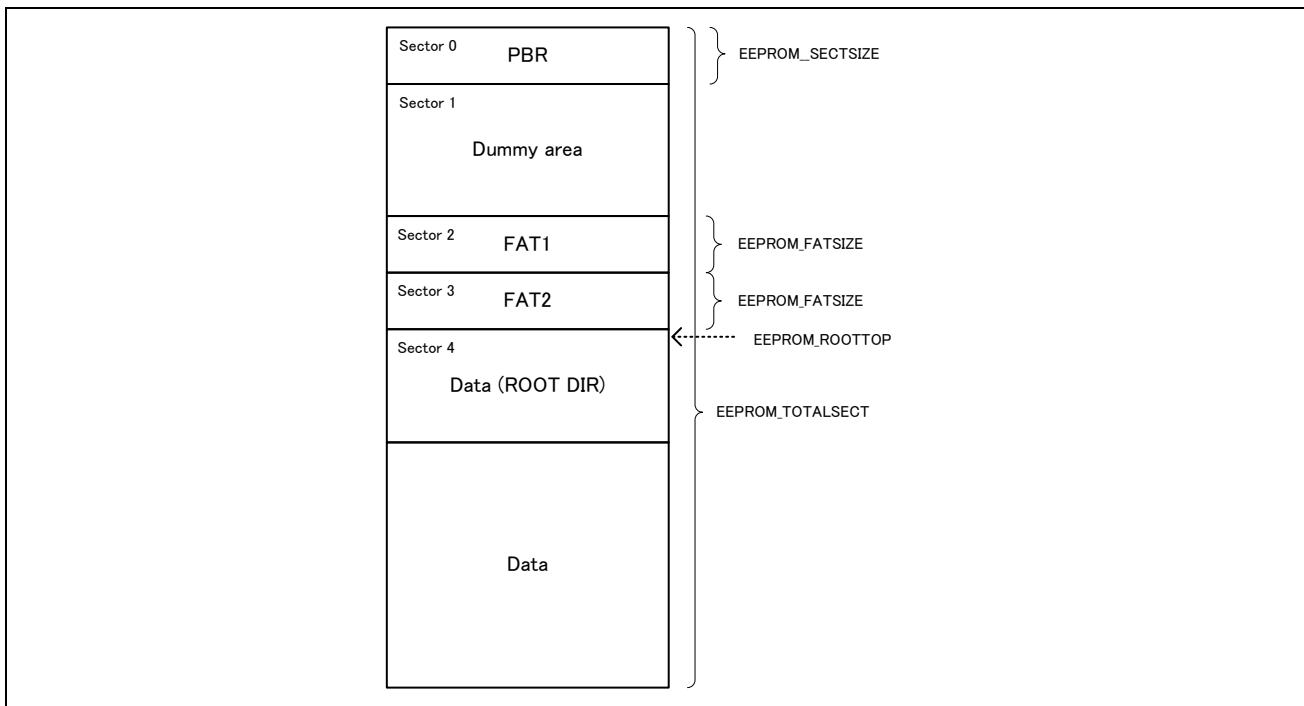 Sector 0
PBR
EEPROM_SECTSIZE
Sector 1
Dummy area
Sector 2
FAT1
EEPROM_FATSIZE
Sector 3
FAT2
EEPROM_FATSIZE
EEPROM_ROOTTOP
Sector 4
Data (ROOT DIR)
EEPROM_TOTALSECT
Data